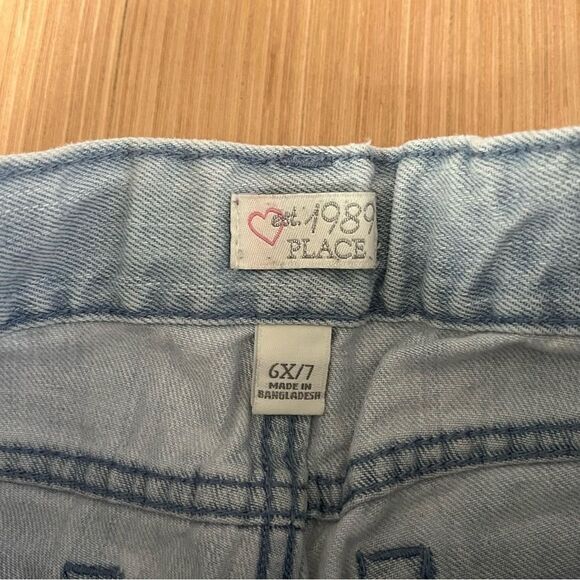 est. 1989
PLACE
6X/7
MADE IN
BANGLADESH